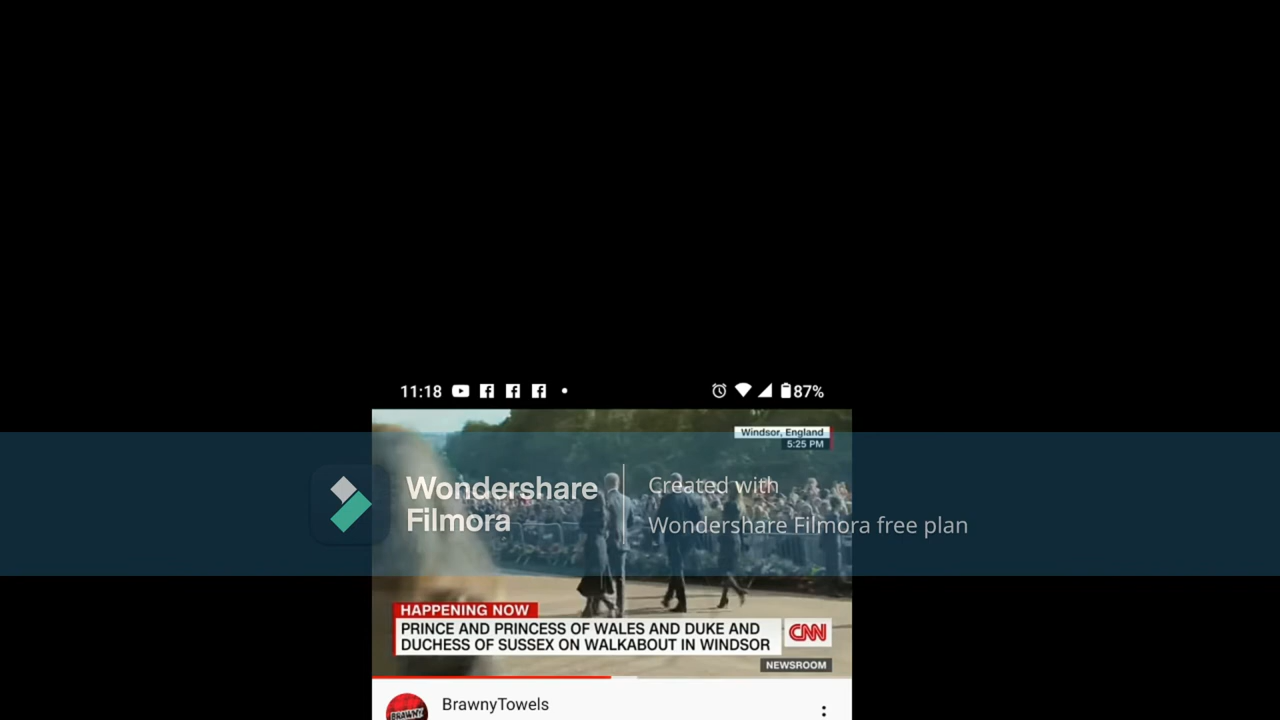 11:18
87%
Windsor, England
5:25 PM
Wondershare
Filmora
Created with
Wondershare Filmora free plan
HAPPENING NOW
PRINCE AND PRINCESS OF WALES AND DUKE AND
DUCHESS OF SUSSEX ON WALKABOUT IN WINDSOR
CNN
NEWSROOM
BrawnyTowels
BRAWNY